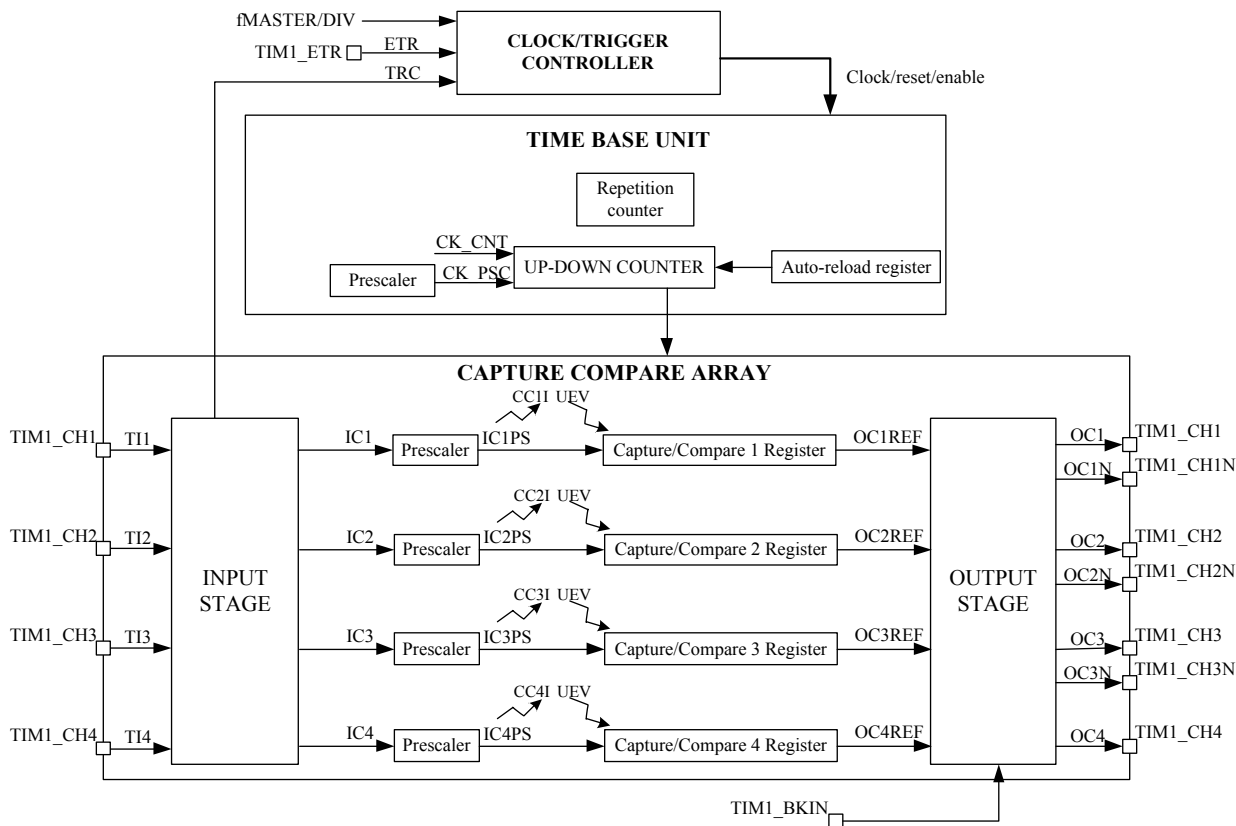 fMASTER/DIV
TIM1_ETR
ETR
TRC
CLOCK/TRIGGER
CONTROLLER
Clock/reset/enable
TIME BASE UNIT
Repetition
counter
CK_CNT
CK_PSC
Prescaler
UP-DOWN COUNTER
Auto-reload register
CAPTURE COMPARE ARRAY
TIM1_CH1
TI1
IC1
Prescaler
IC1PS
CC1I
UEV
Capture/Compare 1 Register
OC1REF
OC1
TIM1_CH1
OC1N
TIM1_CH1N
TIM1_CH2
TI2
IC2
Prescaler
IC2PS
CC2I
UEV
Capture/Compare 2 Register
OC2REF
OC2
TIM1_CH2
OC2N
TIM1_CH2N
INPUT
STAGE
OUTPUT
STAGE
TIM1_CH3
TI3
IC3
Prescaler
IC3PS
CC3I
UEV
Capture/Compare 3 Register
OC3REF
OC3
TIM1_CH3
OC3N
TIM1_CH3N
TIM1_CH4
TI4
IC4
Prescaler
IC4PS
CC4I
UEV
Capture/Compare 4 Register
OC4REF
OC4
TIM1_CH4
TIM1_BKIN